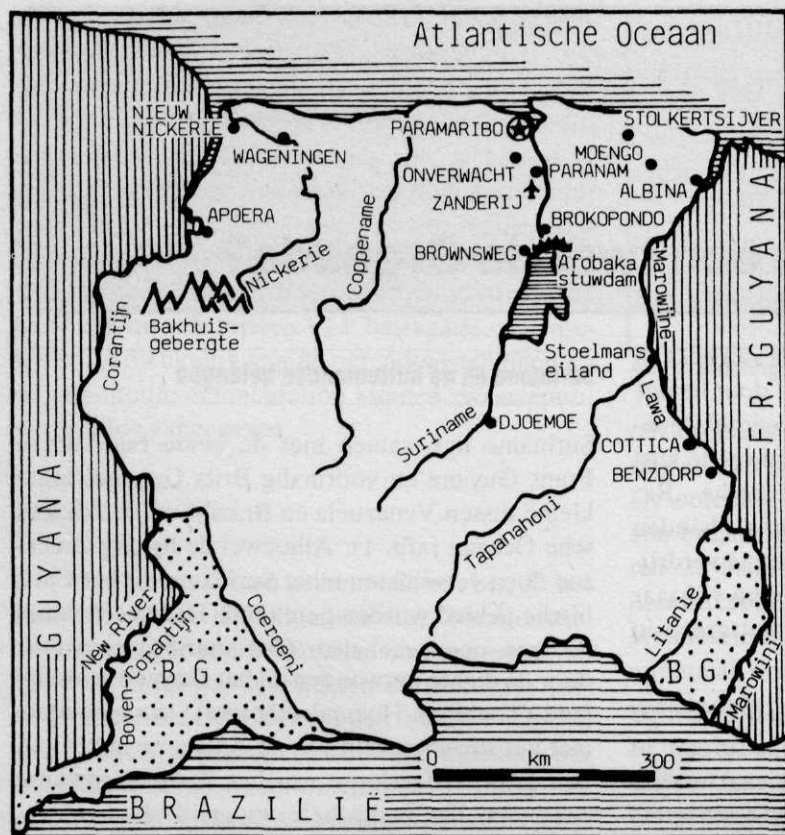 Atlantische Oceaan
NIEUW
NICKERIE
WAGENINGEN
PARAMARIBO
STOLKERTSIJVER
MOENGO
ONVERWACHT
PARANAM
ALBINA
ZANDERIJ
APOERA
BROKOPONDO
BROWNSWEG
Afobaka
stuwdam
Nickerie
Coppename
Marowijne
Bakhuis-
gebergte
Corantijn
Stoelmans
eiland
Lawa
Suriname
DJOEMOE
COTTICA
BENZDORP
Tapanahoni
GUYANA
FR. GUYANA
New River
Boven-Corantijn
BG
Coeroeni
Litanie
BG
Marowini
0 km 300
BRAZILIË